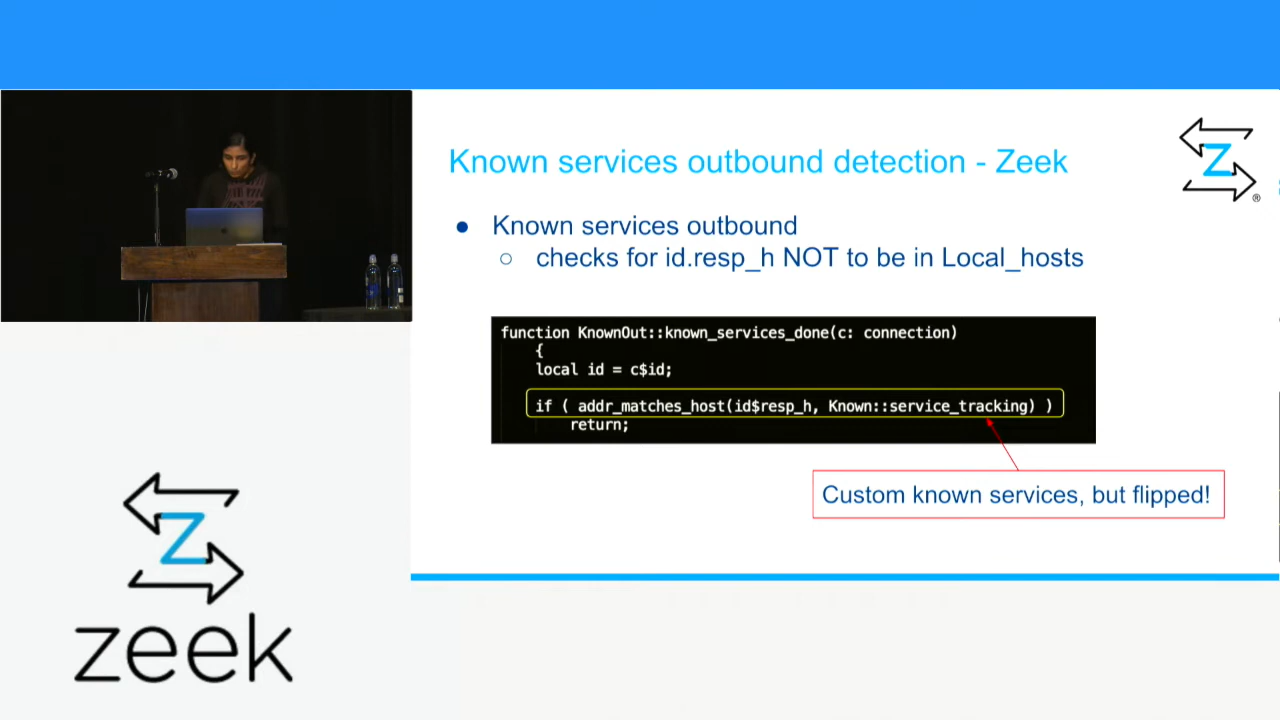 Known services outbound detection - Zeek
● Known services outbound
○ checks for id.resp_h NOT to be in Local_hosts
function KnownOut::known_services_done(c: connection)
{
local id = c$id;
if ( addr_matches_host(id$resp_h, Known::service_tracking) )
return;
Custom known services, but flipped!
Z
®
Z
zeek